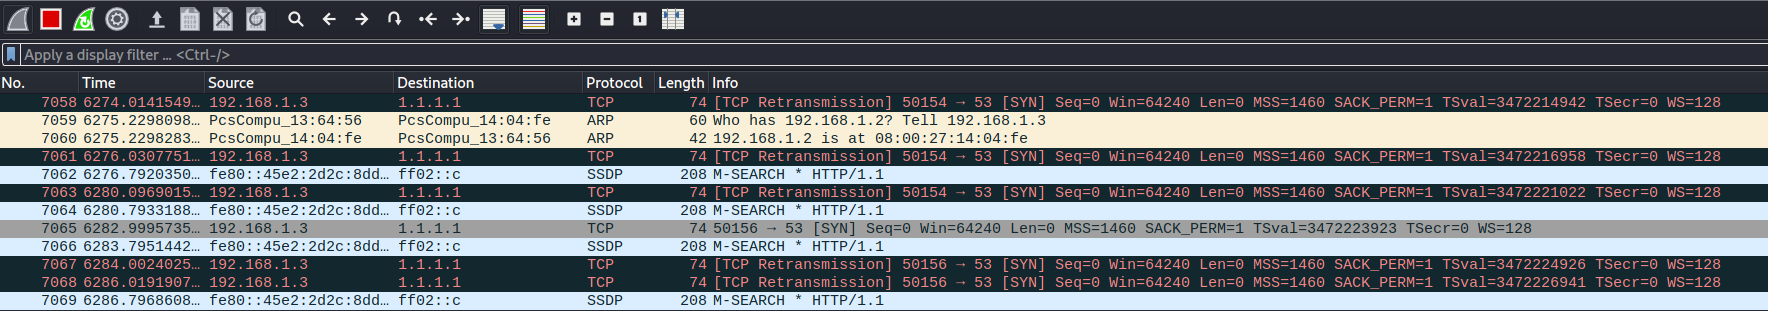 Apply a display filter … <Ctrl-/>
No. Time Source Destination Protocol Length Info
7058 6274.0141549… 192.168.1.3 1.1.1.1 TCP 74 [TCP Retransmission] 50154 → 53 [SYN] Seq=0 Win=64240 Len=0 MSS=1460 SACK_PERM=1 TSval=3472214942 TSecr=0 WS=128
7059 6275.2298098… PcsCompu_13:64:56 PcsCompu_14:04:fe ARP 60 Who has 192.168.1.2? Tell 192.168.1.3
7060 6275.2298283… PcsCompu_14:04:fe PcsCompu_13:64:56 ARP 42 192.168.1.2 is at 08:00:27:14:04:fe
7061 6276.0307751… 192.168.1.3 1.1.1.1 TCP 74 [TCP Retransmission] 50154 → 53 [SYN] Seq=0 Win=64240 Len=0 MSS=1460 SACK_PERM=1 TSval=3472216958 TSecr=0 WS=128
7062 6276.7920350… fe80::45e2:2d2c:8dd… ff02::c SSDP 208 M-SEARCH * HTTP/1.1
7063 6280.0969015… 192.168.1.3 1.1.1.1 TCP 74 [TCP Retransmission] 50154 → 53 [SYN] Seq=0 Win=64240 Len=0 MSS=1460 SACK_PERM=1 TSval=3472221022 TSecr=0 WS=128
7064 6280.7933188… fe80::45e2:2d2c:8dd… ff02::c SSDP 208 M-SEARCH * HTTP/1.1
7065 6282.9995735… 192.168.1.3 1.1.1.1 TCP 74 50156 → 53 [SYN] Seq=0 Win=64240 Len=0 MSS=1460 SACK_PERM=1 TSval=3472223923 TSecr=0 WS=128
7066 6283.7951442… fe80::45e2:2d2c:8dd… ff02::c SSDP 208 M-SEARCH * HTTP/1.1
7067 6284.0024025… 192.168.1.3 1.1.1.1 TCP 74 [TCP Retransmission] 50156 → 53 [SYN] Seq=0 Win=64240 Len=0 MSS=1460 SACK_PERM=1 TSval=3472224926 TSecr=0 WS=128
7068 6286.0191907… 192.168.1.3 1.1.1.1 TCP 74 [TCP Retransmission] 50156 → 53 [SYN] Seq=0 Win=64240 Len=0 MSS=1460 SACK_PERM=1 TSval=3472226941 TSecr=0 WS=128
7069 6286.7968608… fe80::45e2:2d2c:8dd… ff02::c SSDP 208 M-SEARCH * HTTP/1.1